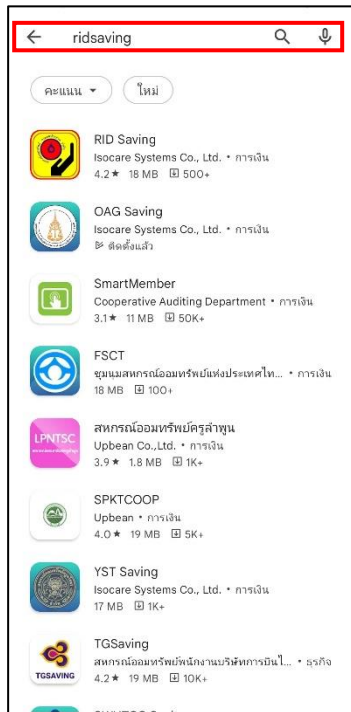 ridsaving
คะแนน
ใหม่
RID Saving
Isocare Systems Co., Ltd. • การเงิน
4.2★ 18 MB 500+
OAG Saving
Isocare Systems Co., Ltd. • การเงิน
ติดตั้งแล้ว
SmartMember
Cooperative Auditing Department • การเงิน
3.1★ 11 MB 50K+
FSCT
ชุมนุมสหกรณ์ออมทรัพย์แห่งประเทศไท... • การเงิน
18 MB 100+
LPNTSC
สหกรณ์ออมทรัพย์ครูลำพูน
Upbean Co.,Ltd. • การเงิน
3.9★ 1.8 MB 1K+
SPKTCOOP
Upbean • การเงิน
4.0★ 19 MB 5K+
YST Saving
Isocare Systems Co., Ltd. • การเงิน
17 MB 1K+
TGSAVING
TGSaving
สหกรณ์ออมทรัพย์พนักงานบริษัทการบินไ... • ธุรกิจ
4.2★ 19 MB 10K+